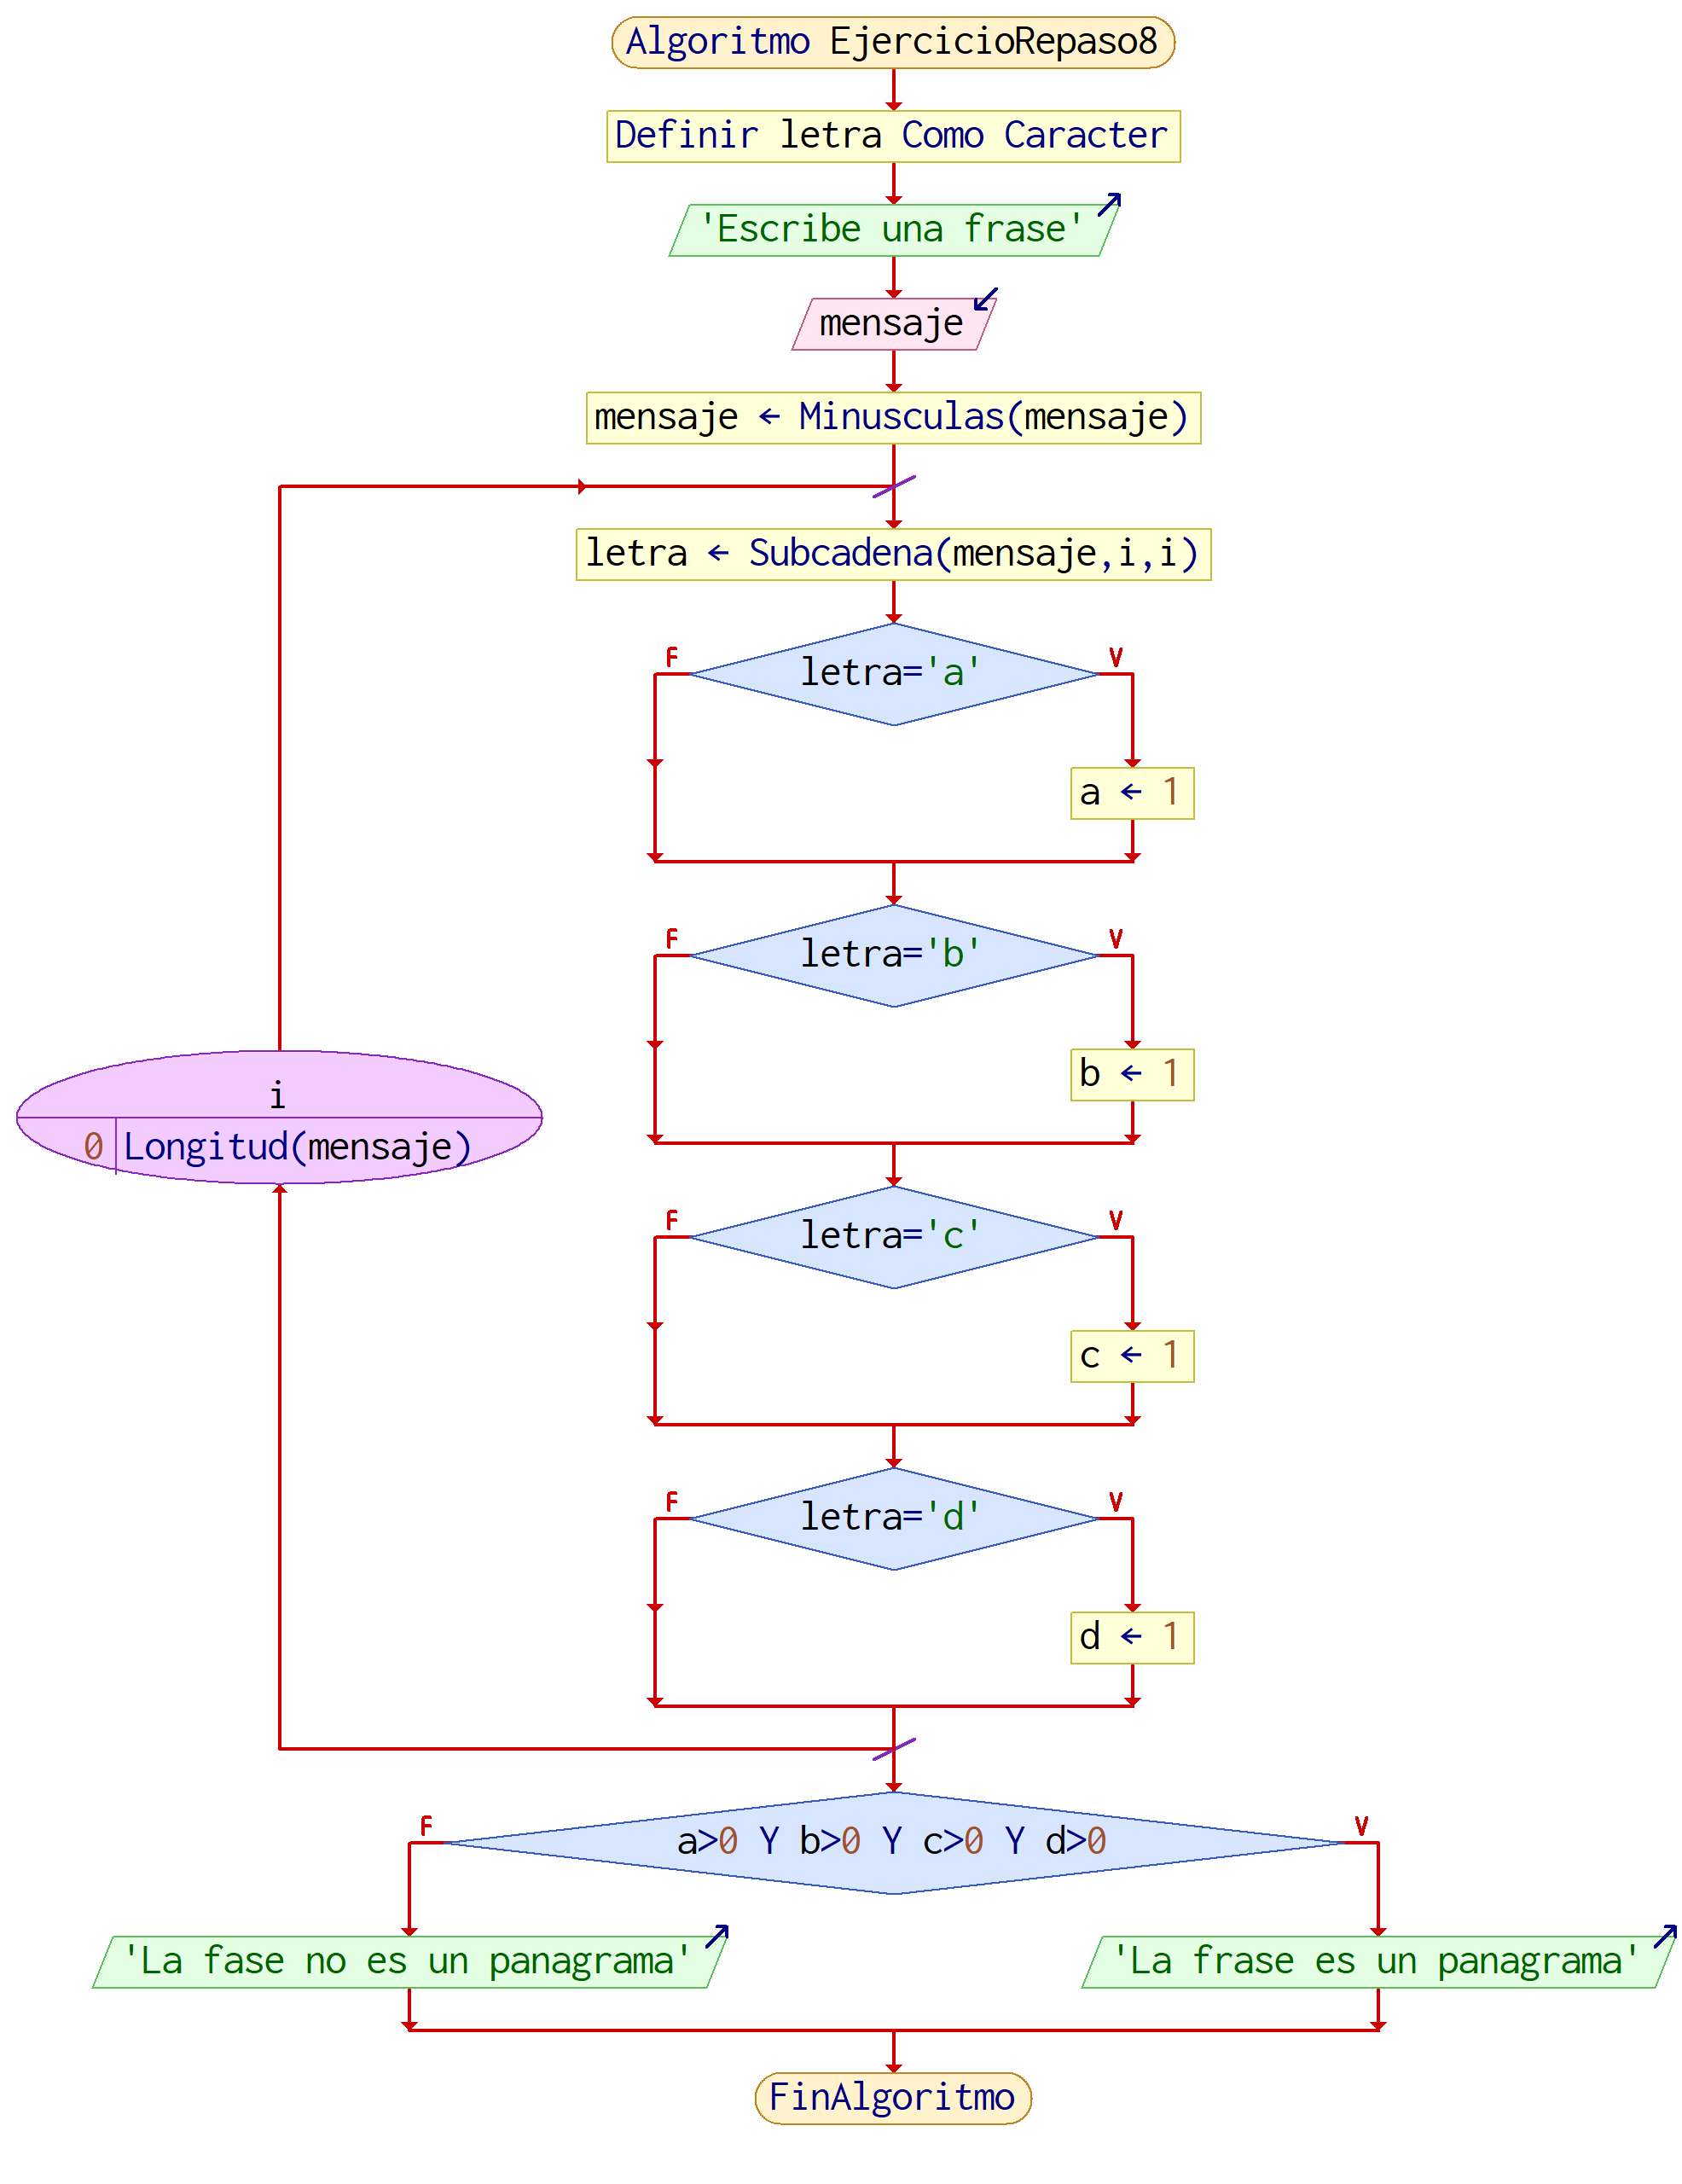 Algoritmo EjercicioRepaso8
Definir letra Como Caracter
'Escribe una frase'
mensaje
mensaje ← Minusculas(mensaje)
letra ← Subcadena(mensaje,i,i)
F
letra='a'
V
a ← 1
F
letra='b'
V
b ← 1
i
0
Longitud(mensaje)
F
letra='c'
V
c ← 1
F
letra='d'
V
d ← 1
F
a>0 Y b>0 Y c>0 Y d>0
V
'La fase no es un panagrama'
'La frase es un panagrama'
FinAlgoritmo